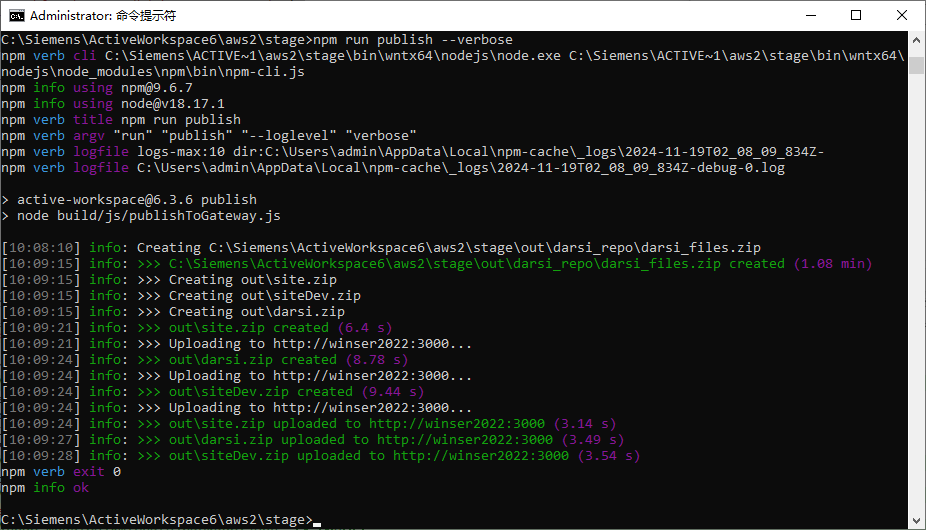 Administrator: 命令提示符
C:\Siemens\ActiveWorkspace6\aws2\stage>npm run publish --verbose
npm verb cli C:\Siemens\ACTIVE~1\aws2\stage\bin\wntx64\nodejs\node.exe C:\Siemens\ACTIVE~1\aws2\stage\bin\wntx64\
nodejs\node_modules\npm\bin\npm-cli.js
npm info using npm@9.6.7
npm info using node@v18.17.1
npm verb title npm run publish
npm verb argv "run" "publish" "--loglevel" "verbose"
npm verb logfile logs-max:10 dir:C:\Users\admin\AppData\Local\npm-cache\_logs\2024-11-19T02_08_09_834Z-
npm verb logfile C:\Users\admin\AppData\Local\npm-cache\_logs\2024-11-19T02_08_09_834Z-debug-0.log
> active-workspace@6.3.6 publish
> node build/js/publishToGateway.js
[10:08:10] info: Creating C:\Siemens\ActiveWorkspace6\aws2\stage\out\darsi_repo\darsi_files.zip
[10:09:15] info: >>> C:\Siemens\ActiveWorkspace6\aws2\stage\out\darsi_repo\darsi_files.zip created (1.08 min)
[10:09:15] info: >>> Creating out\site.zip
[10:09:15] info: >>> Creating out\siteDev.zip
[10:09:15] info: >>> Creating out\darsi.zip
[10:09:21] info: >>> out\site.zip created (6.4 s)
[10:09:21] info: >>> Uploading to http://winser2022:3000...
[10:09:24] info: >>> out\darsi.zip created (8.78 s)
[10:09:24] info: >>> Uploading to http://winser2022:3000...
[10:09:24] info: >>> out\siteDev.zip created (9.44 s)
[10:09:24] info: >>> Uploading to http://winser2022:3000...
[10:09:24] info: >>> out\site.zip uploaded to http://winser2022:3000 (3.14 s)
[10:09:27] info: >>> out\darsi.zip uploaded to http://winser2022:3000 (3.49 s)
[10:09:28] info: >>> out\siteDev.zip uploaded to http://winser2022:3000 (3.54 s)
npm verb exit 0
npm info ok
C:\Siemens\ActiveWorkspace6\aws2\stage>